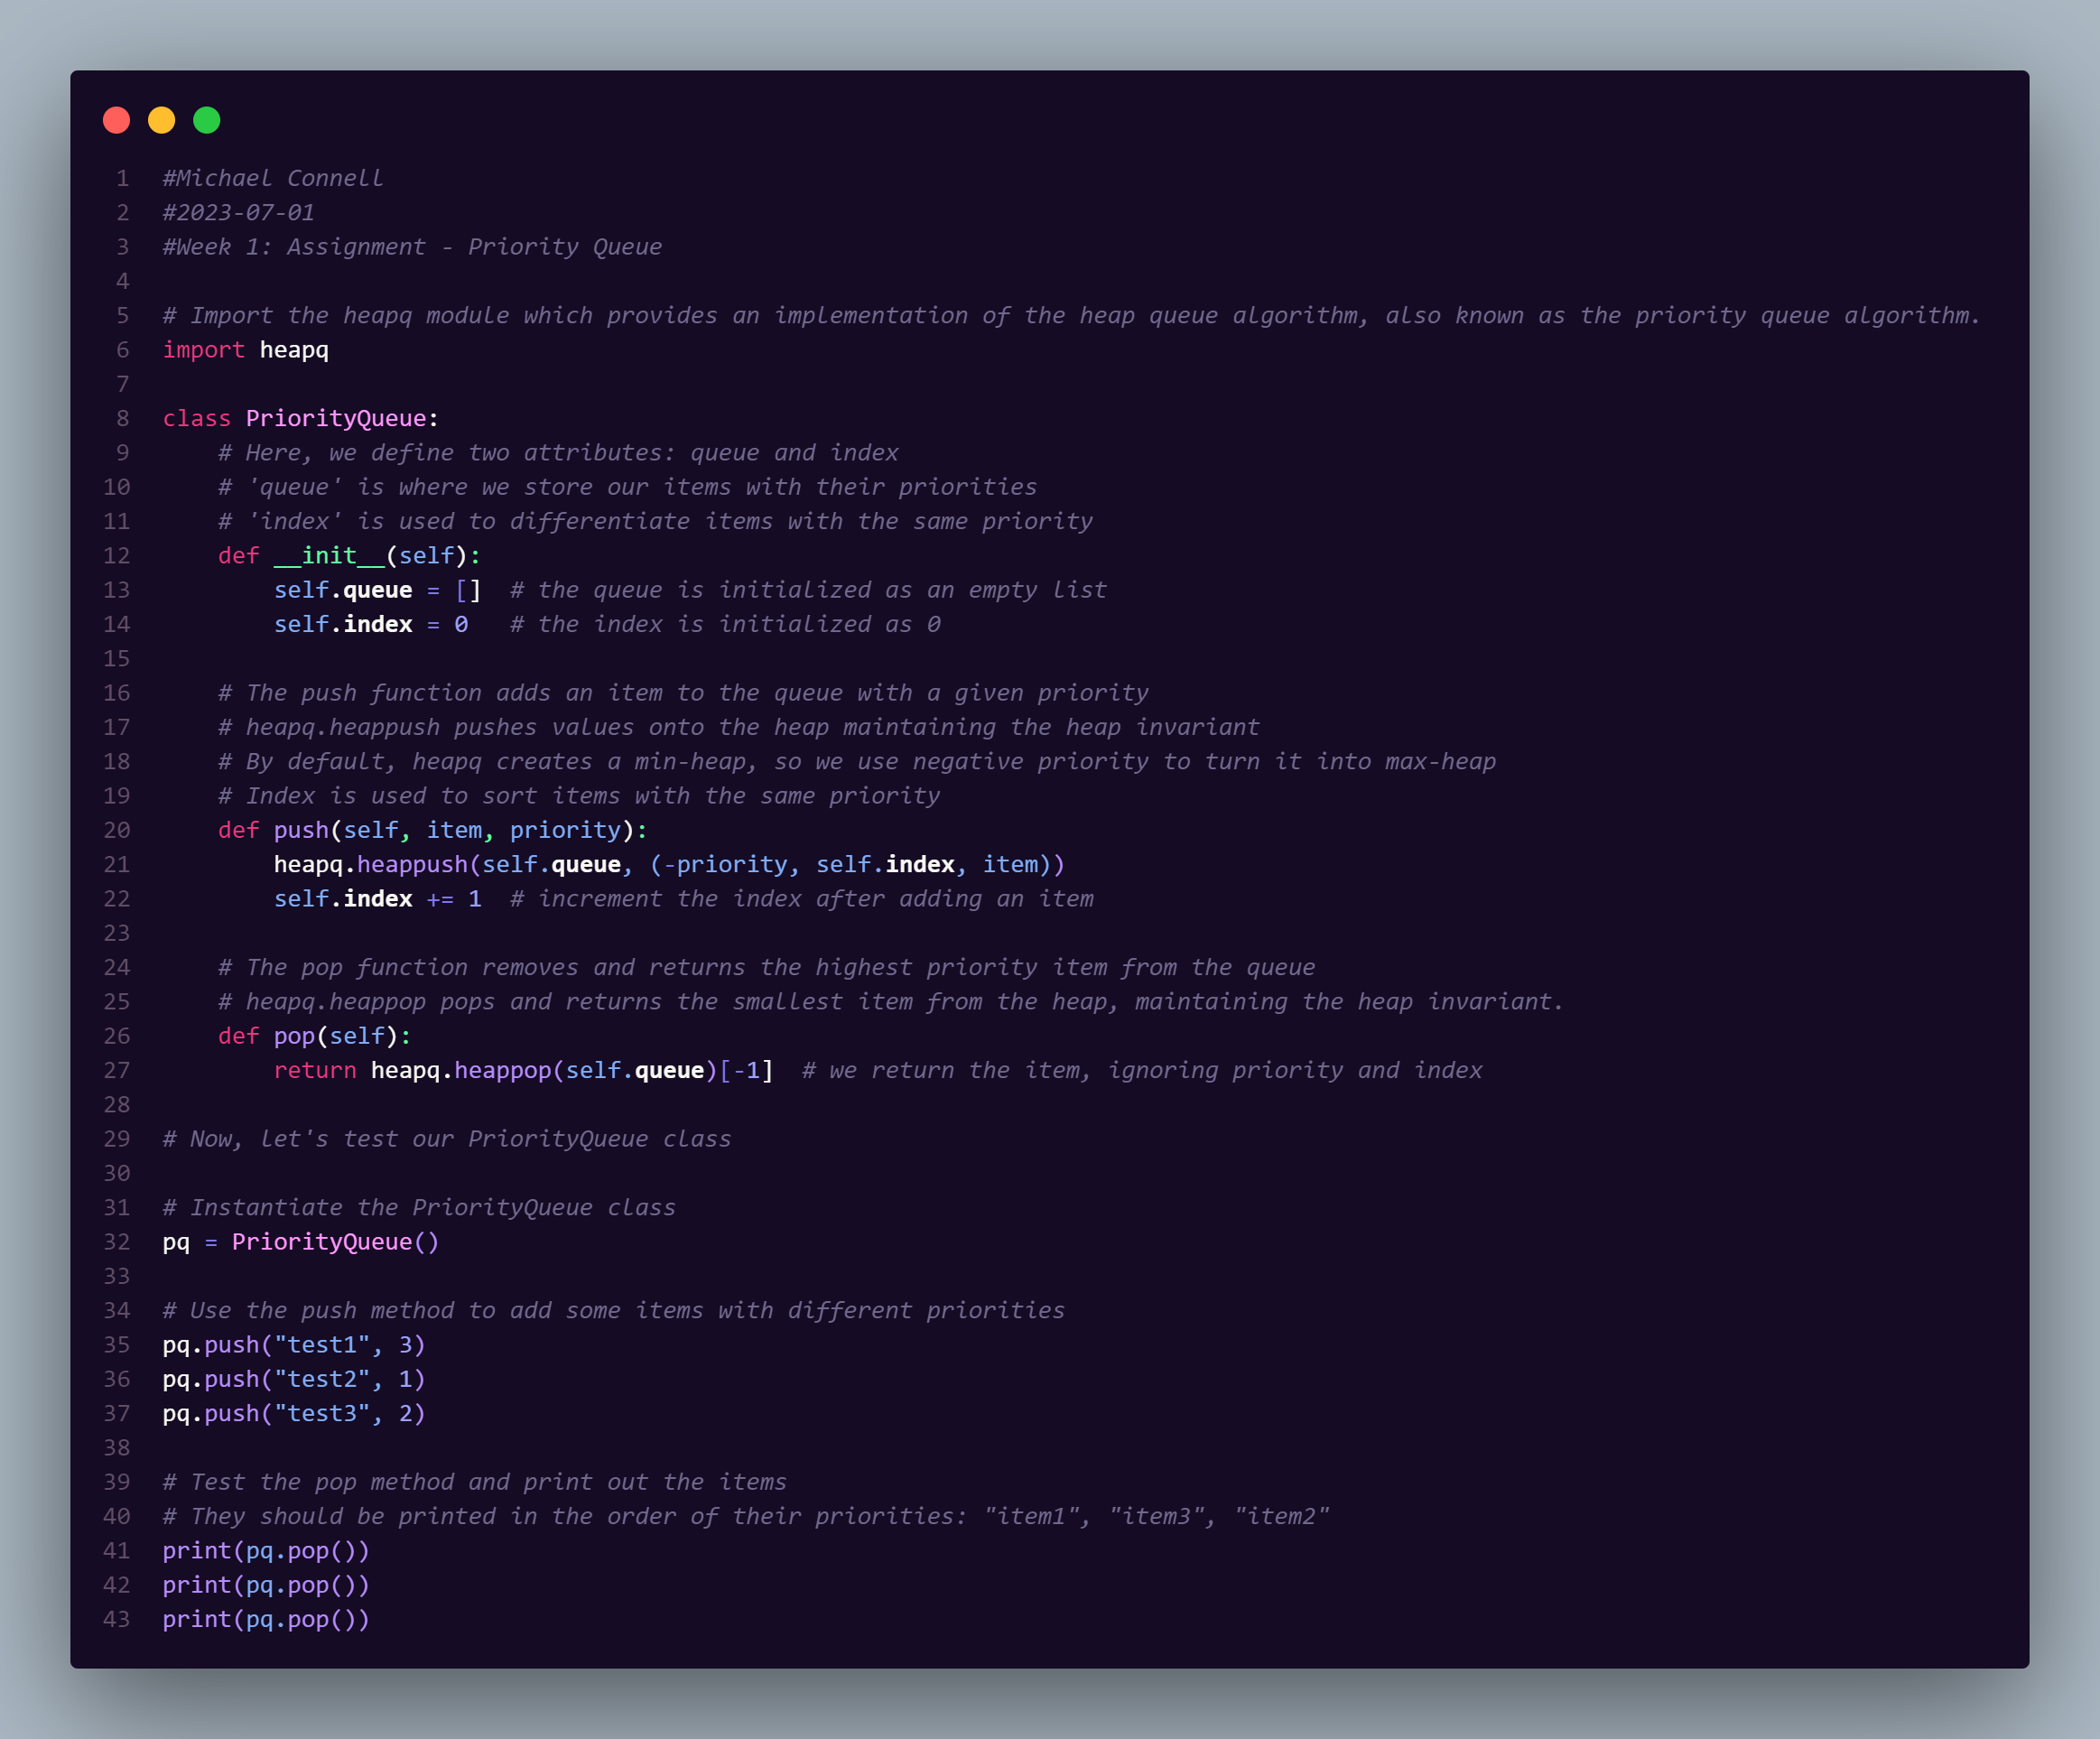 1 #Michael Connell
2 #2023-07-01
3 #Week 1: Assignment - Priority Queue
4
5 # Import the heapq module which provides an implementation of the heap queue algorithm, also known as the priority queue algorithm.
6 import heapq
7
8 class PriorityQueue:
9     # Here, we define two attributes: queue and index
10     # 'queue' is where we store our items with their priorities
11     # 'index' is used to differentiate items with the same priority
12     def __init__(self):
13         self.queue = []  # the queue is initialized as an empty list
14         self.index = 0   # the index is initialized as 0
15
16     # The push function adds an item to the queue with a given priority
17     # heapq.heappush pushes values onto the heap maintaining the heap invariant
18     # By default, heapq creates a min-heap, so we use negative priority to turn it into max-heap
19     # Index is used to sort items with the same priority
20     def push(self, item, priority):
21         heapq.heappush(self.queue, (-priority, self.index, item))
22         self.index += 1  # increment the index after adding an item
23
24     # The pop function removes and returns the highest priority item from the queue
25     # heapq.heappop pops and returns the smallest item from the heap, maintaining the heap invariant.
26     def pop(self):
27         return heapq.heappop(self.queue)[-1]  # we return the item, ignoring priority and index
28
29 # Now, let's test our PriorityQueue class
30
31 # Instantiate the PriorityQueue class
32 pq = PriorityQueue()
33
34 # Use the push method to add some items with different priorities
35 pq.push("test1", 3)
36 pq.push("test2", 1)
37 pq.push("test3", 2)
38
39 # Test the pop method and print out the items
40 # They should be printed in the order of their priorities: "item1", "item3", "item2"
41 print(pq.pop())
42 print(pq.pop())
43 print(pq.pop())